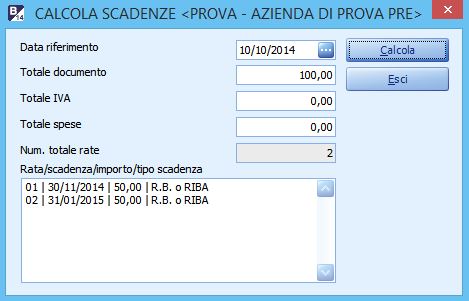 B 14 CALCOLA SCADENZE <PROVA - AZIENDA DI PROVA PRE>
Data riferimento 10/10/2014 ... Calcola
Totale documento 100,00 Esci
Totale IVA 0,00
Totale spese 0,00
Num. totale rate 2
Rata/scadenza/importo/tipo scadenza
01 | 30/11/2014 | 50,00 | R.B. o RIBA
02 | 31/01/2015 | 50,00 | R.B. o RIBA